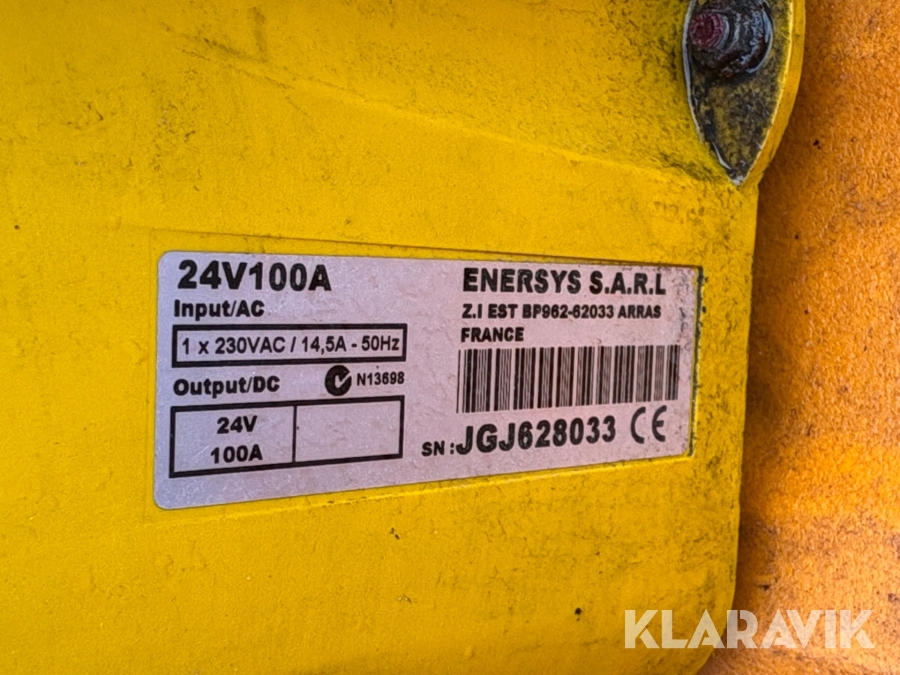 24V100A
Input/AC
1 x 230VAC / 14,5A - 50Hz
Output/DC
N13698
24V
100A
ENERSYS S.A.R.L
Z.I EST BP962-62033 ARRAS
FRANCE
SN :JGJ628033 CE
KLARAVIK